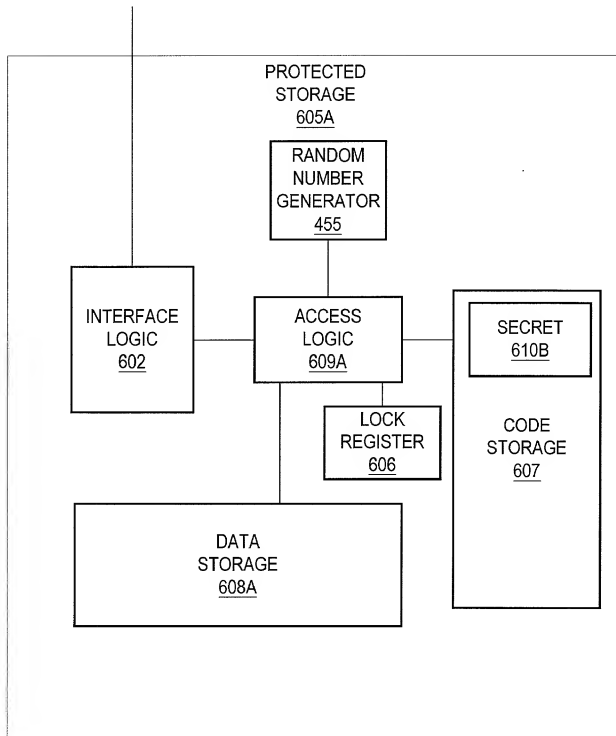 PROTECTED
STORAGE
605A
RANDOM
NUMBER
GENERATOR
455
INTERFACE
LOGIC
602
ACCESS
LOGIC
609A
SECRET
610B
LOCK
REGISTER
606
CODE
STORAGE
607
DATA
STORAGE
608A